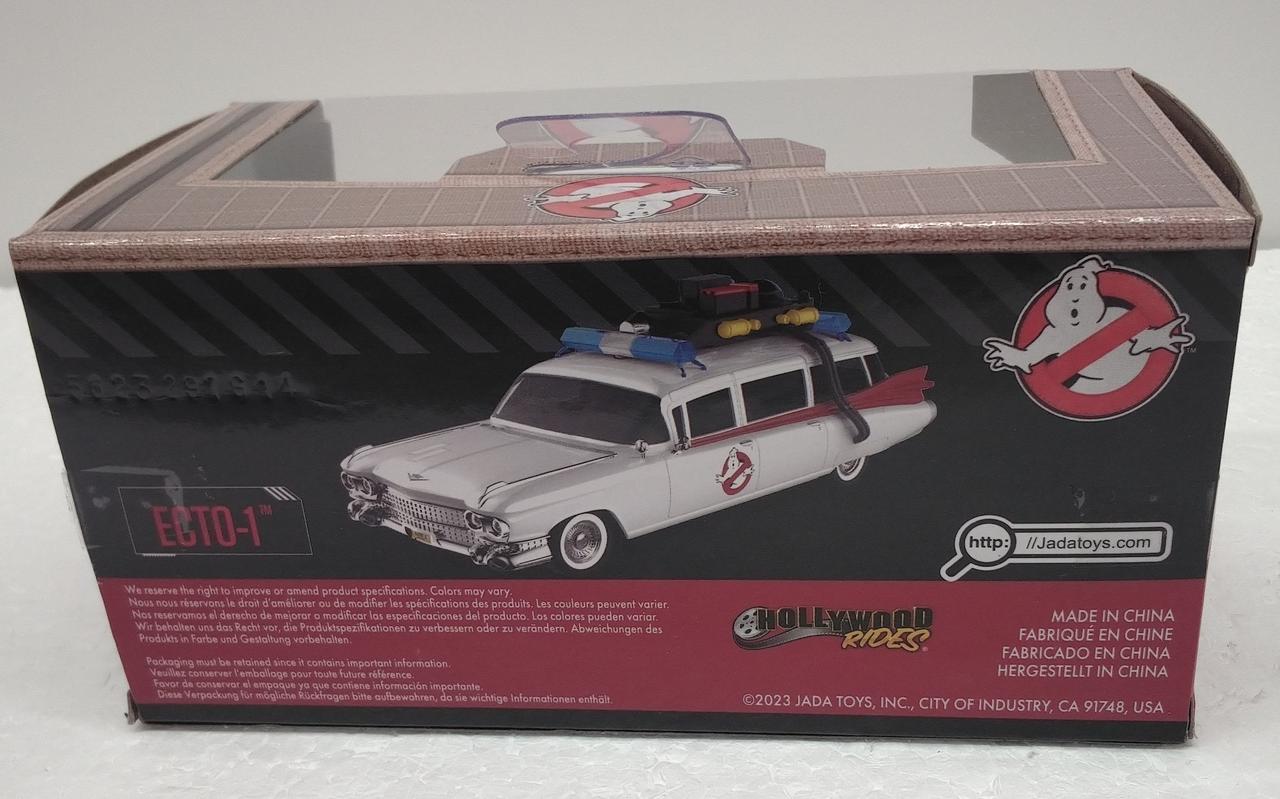 ECTO-1™
http: //Jadatoys.com
We reserve the right to improve or amend product specifications. Colors may vary.
Nous nous réservons le droit d'améliorer ou de modifier les spécifications des produits. Les couleurs peuvent varier.
Nos reservamos el derecho de mejorar o modificar las especificaciones del producto. Los colores pueden variar.
Wir behalten uns das Recht vor, die Produktspezifikationen zu verbessern oder zu verändern. Abweichungen des
Produkts in Farbe und Gestaltung vorbehalten.
Packaging must be retained since it contains important information.
Veuillez conserver l'emballage pour toute future référence.
Favor de conservar el empaque ya que contiene información importante.
Diese Verpackung für mögliche Rückfragen bitte aufbewahren, da sie wichtige Informationen enthält.
HOLLYWOOD
RIDES®
MADE IN CHINA
FABRIQUÉ EN CHINE
FABRICADO EN CHINA
HERGESTELLT IN CHINA
©2023 JADA TOYS, INC., CITY OF INDUSTRY, CA 91748, USA